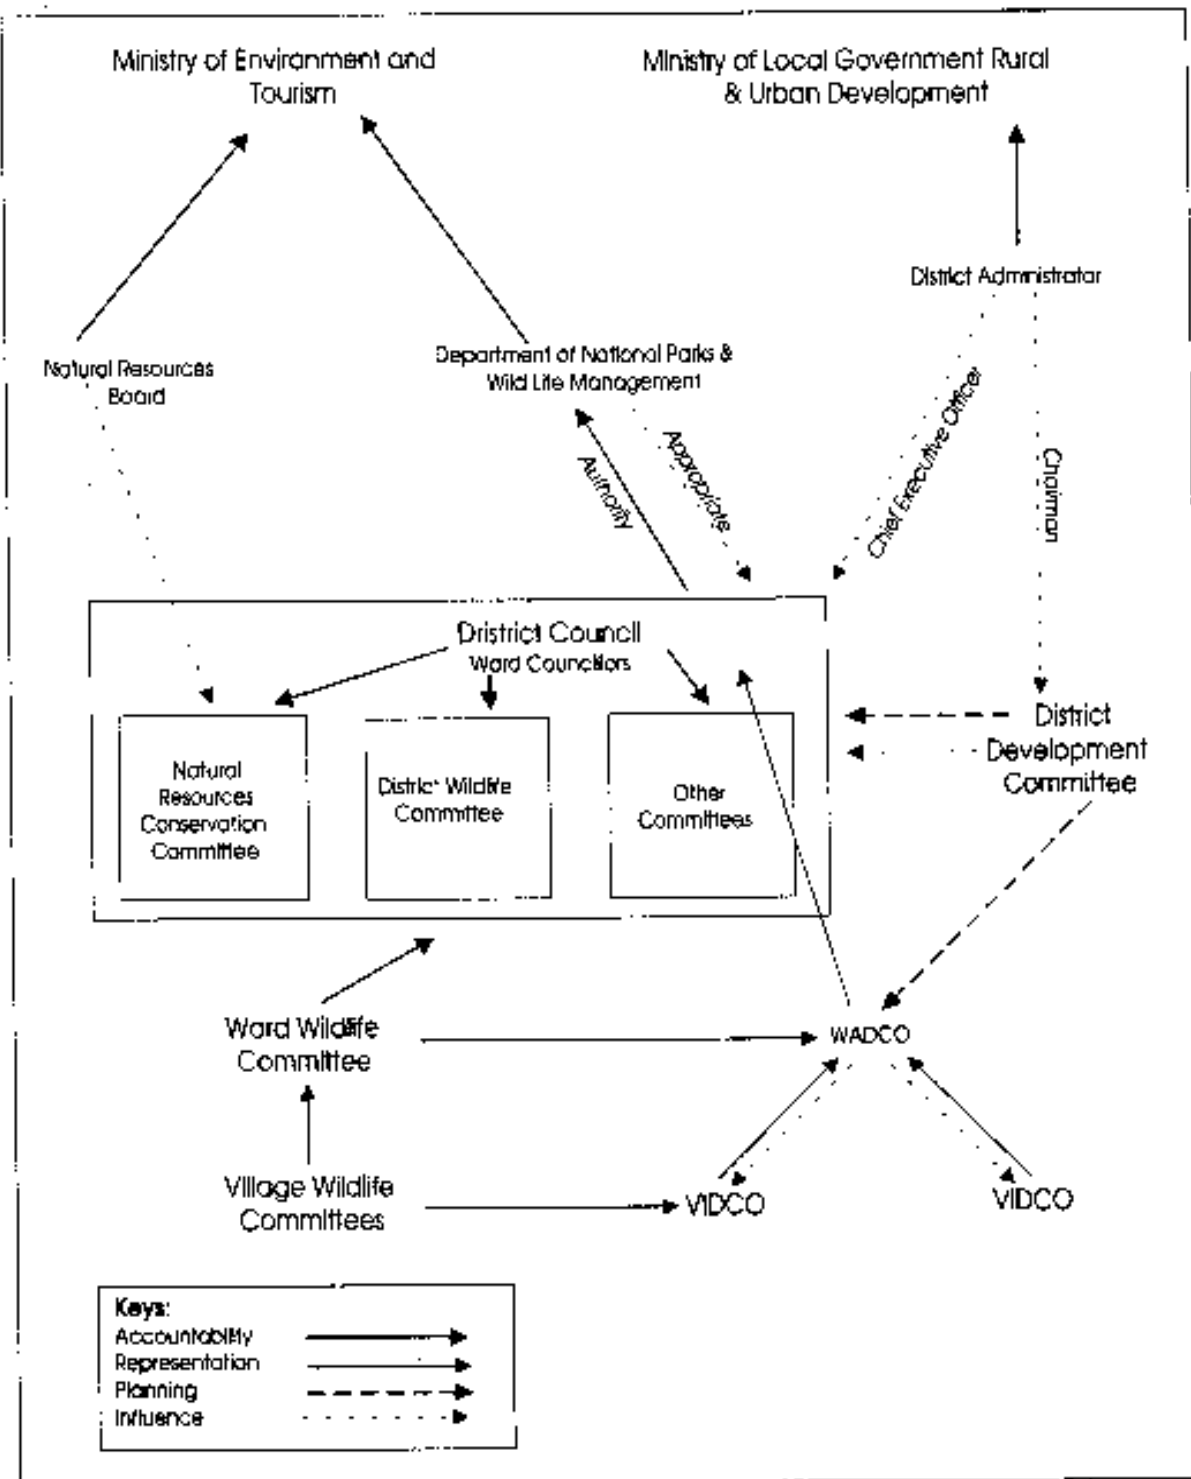 Ministry of Environment and
Tourism
Ministry of Local Government Rural
& Urban Development
District Administrator
Natural Resources
Board
Department of National Parks &
Wild Life Management
Authority
Appropriate
Chief Executive Officer
Chairman
Dristrict Council
Ward Councillors
Natural
Resources
Conservation
Committee
District Wildlife
Committee
Other
Committees
District
Development
Committee
Ward Wildlife
Committee
WADCO
Village Wildlife
Committees
VIDCO
VIDCO
Keys:
Accountability
Representation
Planning
Influence